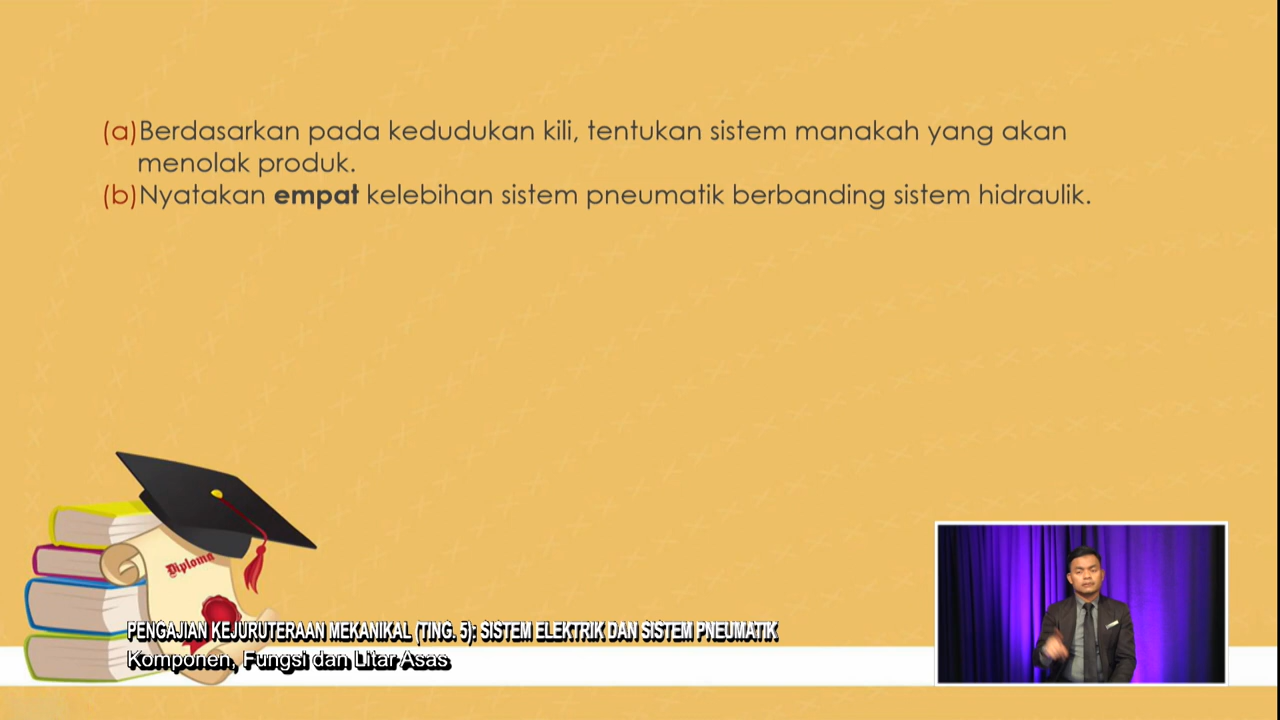 (a)Berdasarkan pada kedudukan kili, tentukan sistem manakah yang akan
menolak produk.
(b)Nyatakan empat kelebihan sistem pneumatik berbanding sistem hidraulik.
Diploma
PENGAJIAN KEJURUTERAAN MEKANIKAL (TING. 5): SISTEM ELEKTRIK DAN SISTEM PNEUMATIK
Komponen, Fungsi dan Litar Asas